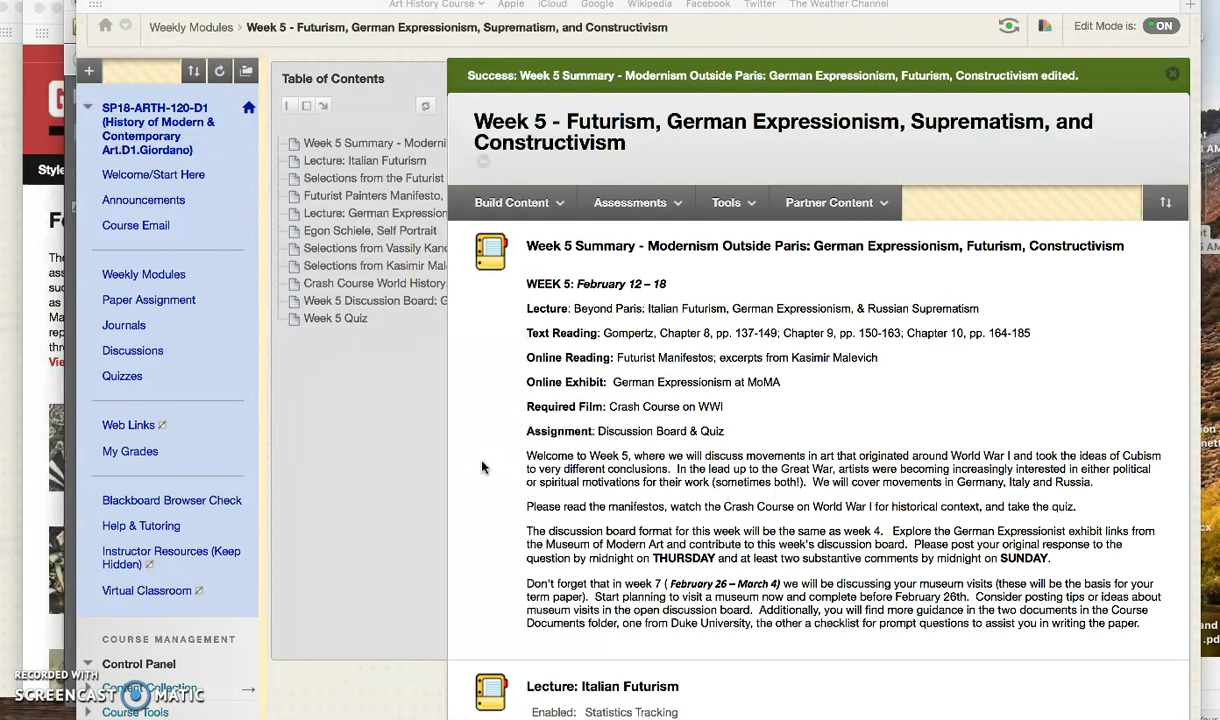 Art History Course Apple iCloud Google Wikipedia Facebook Twitter The Weather Channel
Weekly Modules Week 5 - Futurism, German Expressionism, Suprematism, and Constructivism
Edit Mode is: ON
SP18-ARTH-120-D1
(History of Modern &
Contemporary
Art.D1.Giordano)
Welcome/Start Here
Announcements
Course Email
Weekly Modules
Paper Assignment
Journals
Discussions
Quizzes
Web Links
My Grades
Blackboard Browser Check
Help & Tutoring
Instructor Resources (Keep
Hidden)
Virtual Classroom
COURSE MANAGEMENT
Control Panel
Content Collection
Course Tools
RECORDED WITH
SCREENCAST MATIC
Table of Contents
Week 5 Summary - Moderni
Lecture: Italian Futurism
Selections from the Futurist
Futurist Painters Manifesto,
Lecture: German Expression
Egon Schiele, Self Portrait
Selections from Vassily Kand
Selections from Kasimir Mal
Crash Course World History
Week 5 Discussion Board: G
Week 5 Quiz
Success: Week 5 Summary - Modernism Outside Paris: German Expressionism, Futurism, Constructivism edited.
Week 5 - Futurism, German Expressionism, Suprematism, and
Constructivism
Build Content Assessments Tools Partner Content
Week 5 Summary - Modernism Outside Paris: German Expressionism, Futurism, Constructivism
WEEK 5: February 12 – 18
Lecture: Beyond Paris: Italian Futurism, German Expressionism, & Russian Suprematism
Text Reading: Gompertz, Chapter 8, pp. 137-149; Chapter 9, pp. 150-163; Chapter 10, pp. 164-185
Online Reading: Futurist Manifestos; excerpts from Kasimir Malevich
Online Exhibit: German Expressionism at MoMA
Required Film: Crash Course on WWI
Assignment: Discussion Board & Quiz
Welcome to Week 5, where we will discuss movements in art that originated around World War I and took the ideas of Cubism
to very different conclusions. In the lead up to the Great War, artists were becoming increasingly interested in either political
or spiritual motivations for their work (sometimes both!). We will cover movements in Germany, Italy and Russia.
Please read the manifestos, watch the Crash Course on World War I for historical context, and take the quiz.
The discussion board format for this week will be the same as week 4. Explore the German Expressionist exhibit links from
the Museum of Modern Art and contribute to this week's discussion board. Please post your original response to the
question by midnight on THURSDAY and at least two substantive comments by midnight on SUNDAY.
Don't forget that in week 7 ( February 26 – March 4) we will be discussing your museum visits (these will be the basis for your
term paper). Start planning to visit a museum now and complete before February 26th. Consider posting tips or ideas about
museum visits in the open discussion board. Additionally, you will find more guidance in the two documents in the Course
Documents folder, one from Duke University, the other a checklist for prompt questions to assist you in writing the paper.
Lecture: Italian Futurism
Enabled: Statistics Tracking